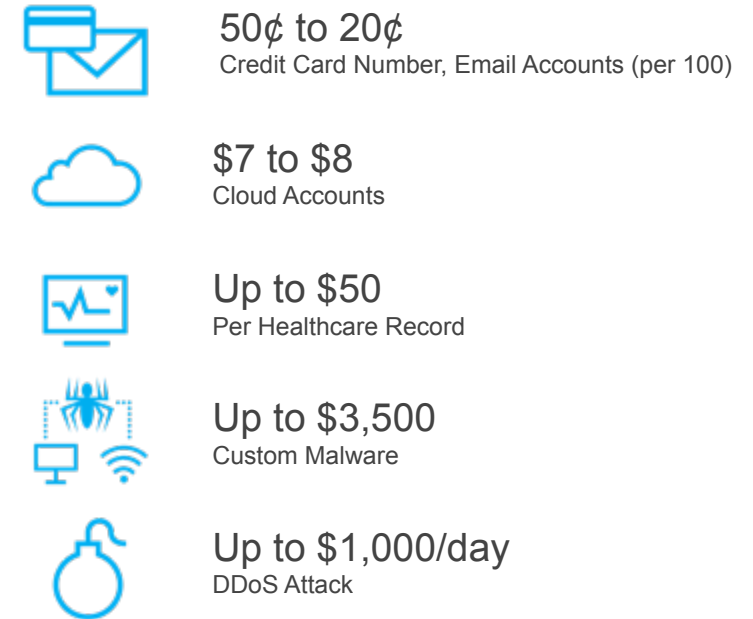 50¢ to 20¢
Credit Card Number, Email Accounts (per 100)
$7 to $8
Cloud Accounts
Up to $50
Per Healthcare Record
Up to $3,500
Custom Malware
Up to $1,000/day
DDoS Attack